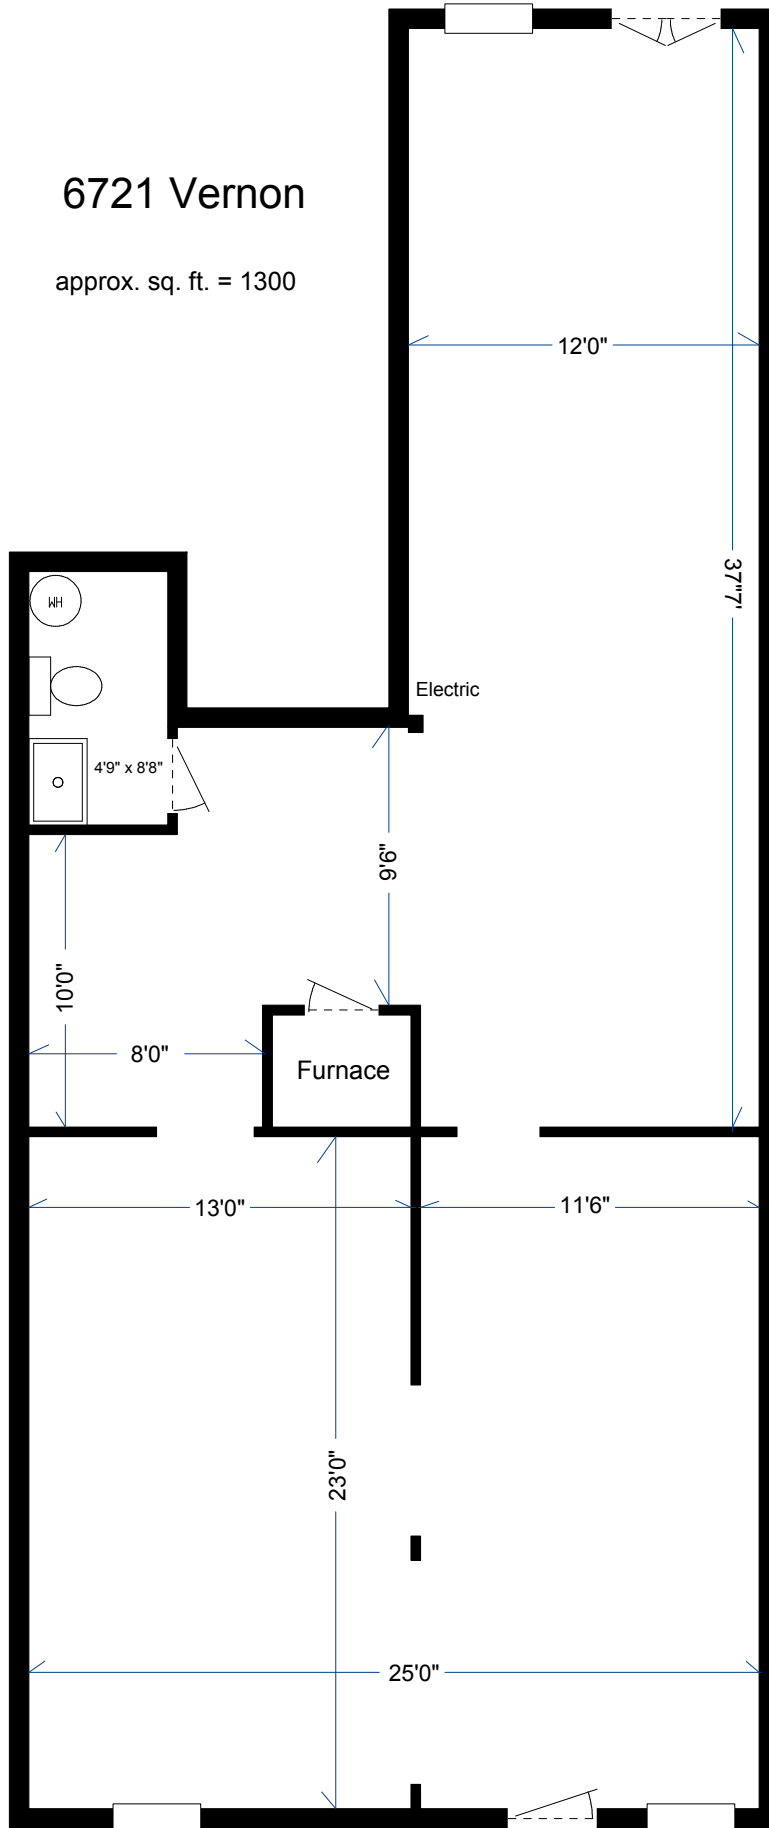 6721 Vernon
approx. sq. ft. = 1300
12'0"
37'7"
WH
Electric
4'9" x 8'8"
9'6"
10'0"
8'0"
Furnace
13'0"
11'6"
23'0"
25'0"